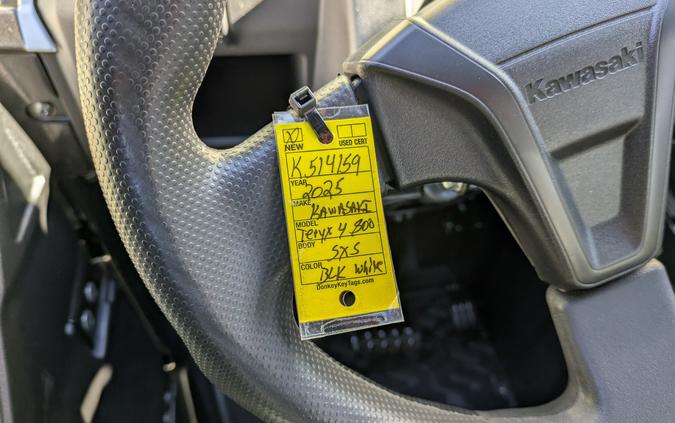 Kawasaki
NEW USED CERT
K514159
YEAR 2025
MAKE KAWASAKI
MODEL Teryx 4 800
BODY SXS
COLOR BLK White
DonkeyKeyTags.com